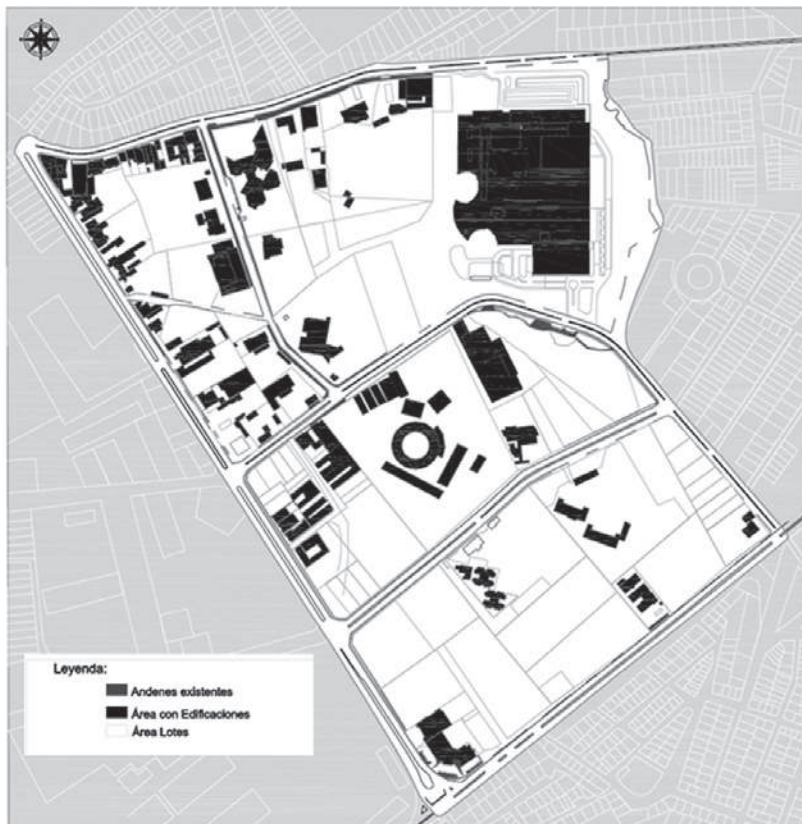 Leyenda:
Andenes existentes
Área con Edificaciones
Área Lotes